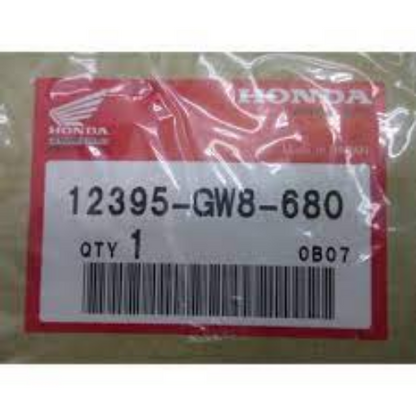 HONDA
HONDA
Made in JAPAN
12395-GW8-680
QTY 1 0B07